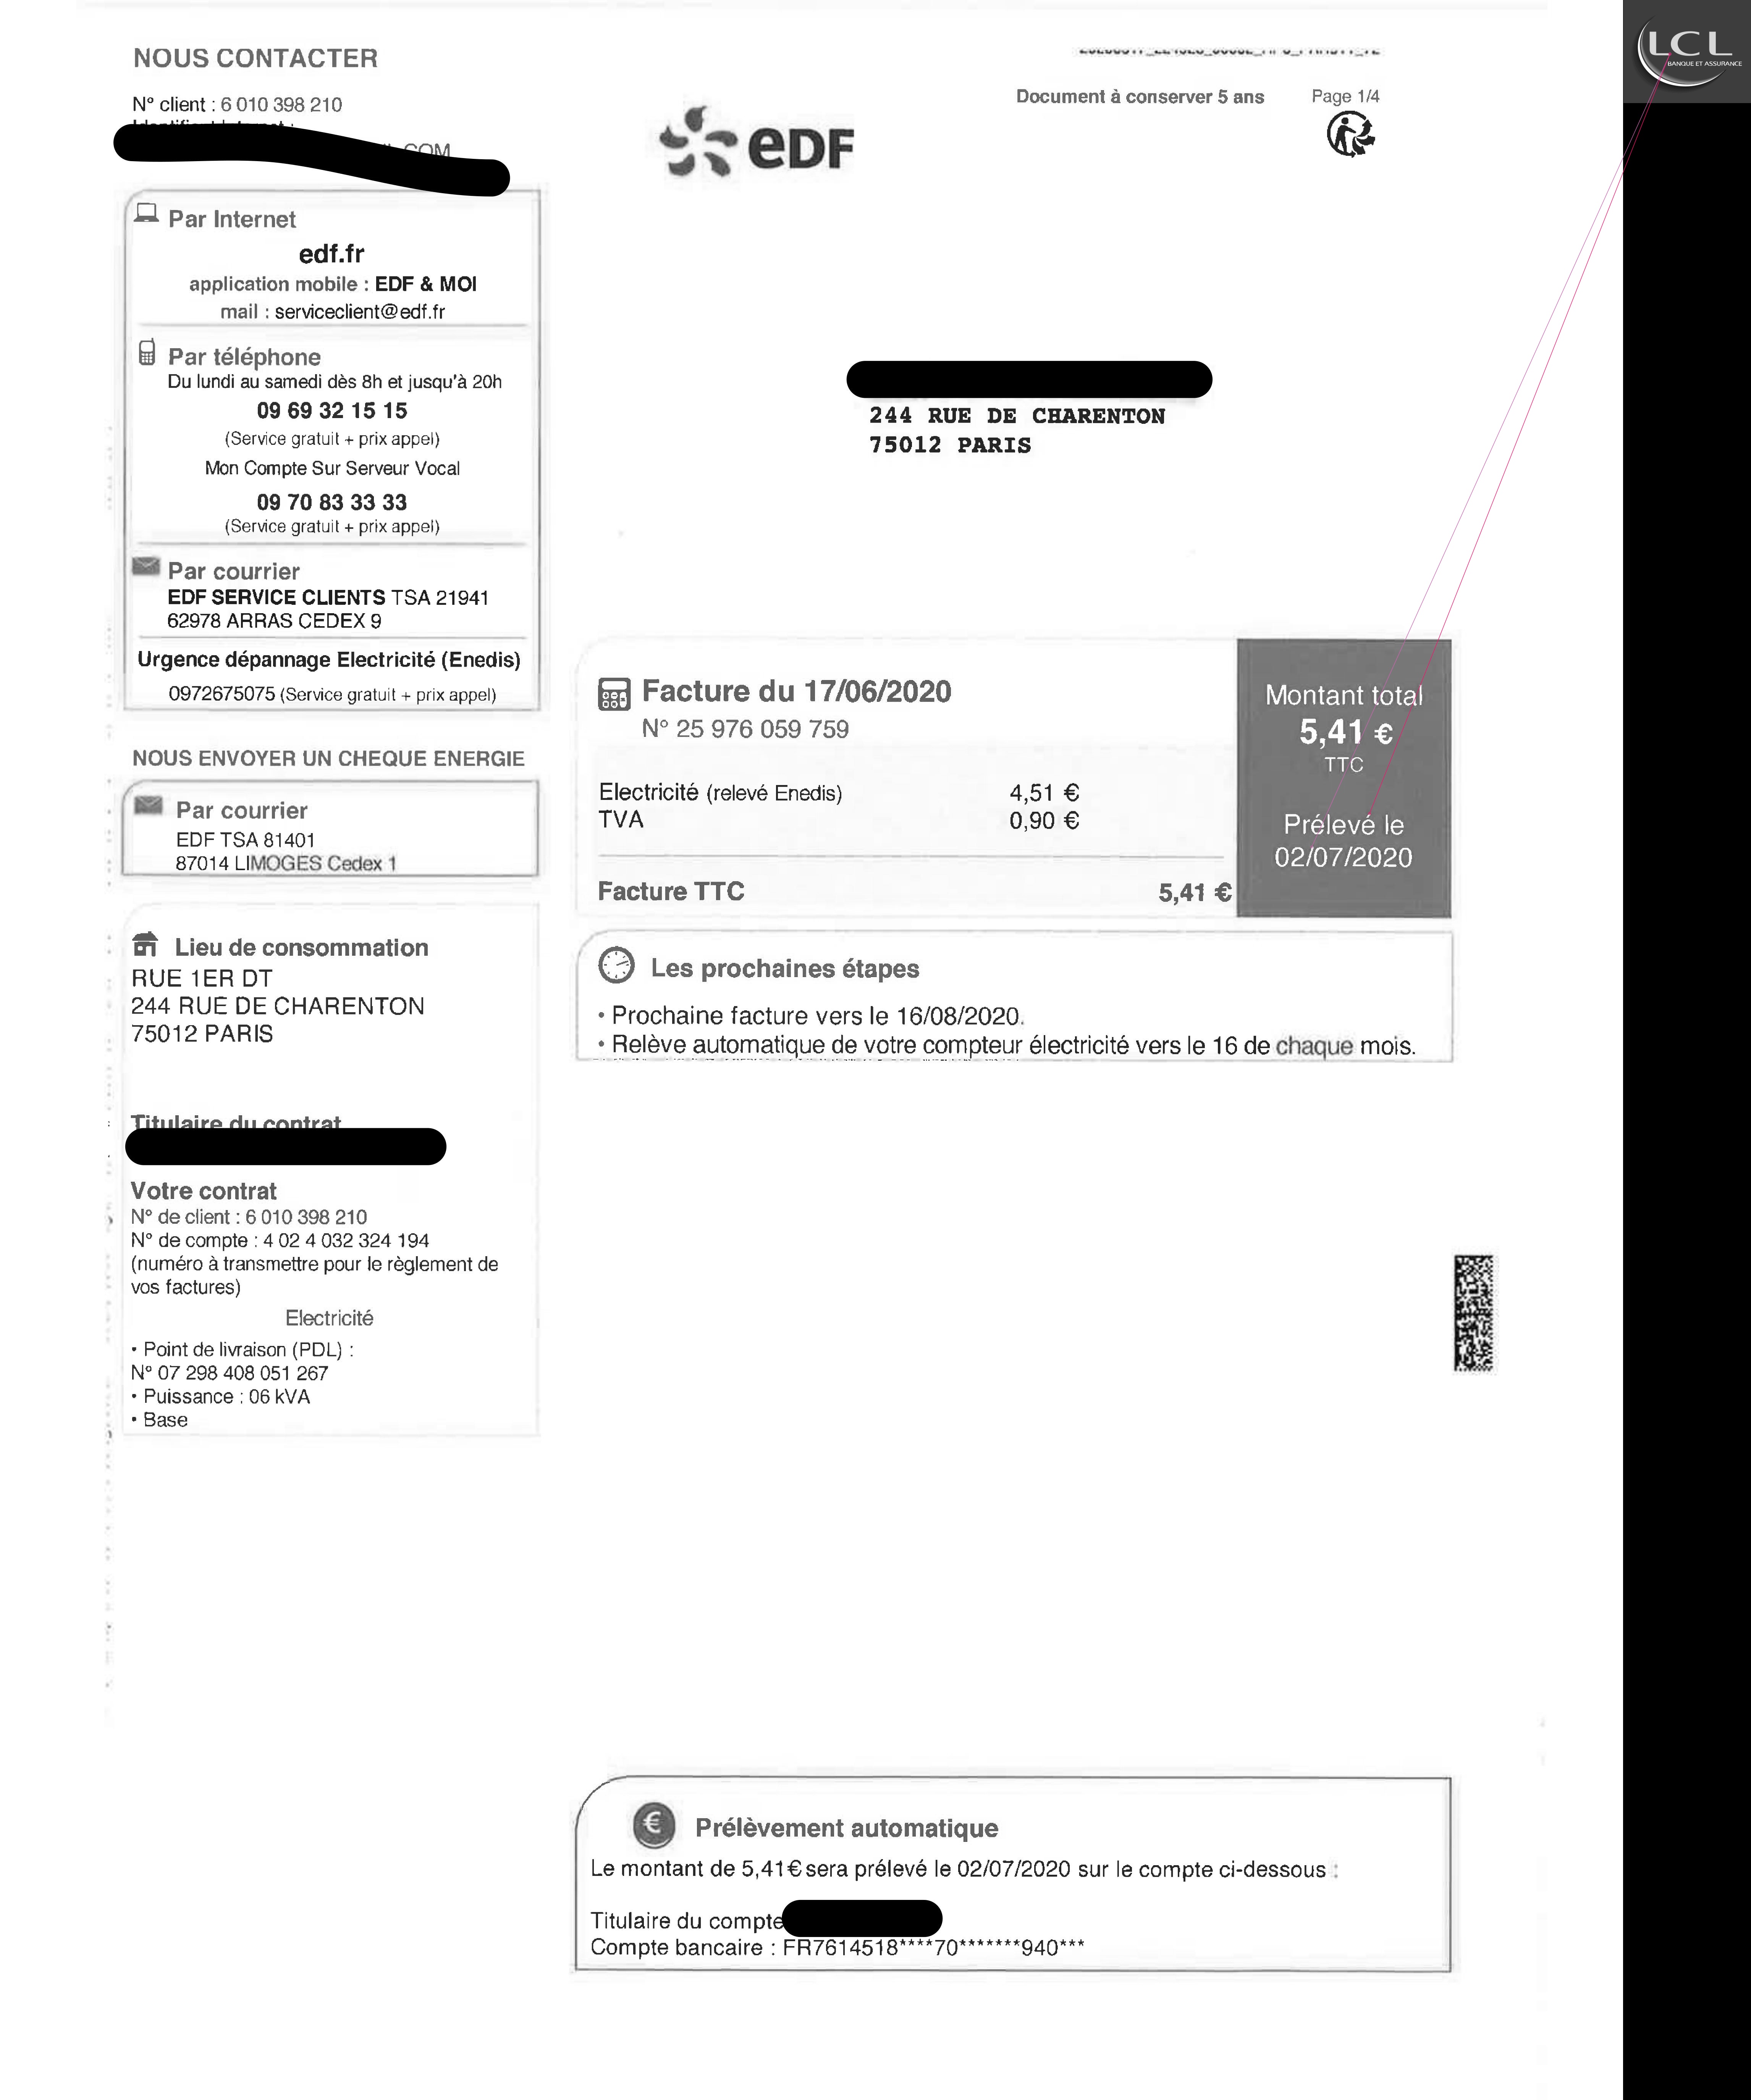 NOUS CONTACTER
N° client : 6 010 398 210
COM
Par Internet
edf.fr
application mobile : EDF & MOI
mail : serviceclient@edf.fr
Par téléphone
Du lundi au samedi dès 8h et jusqu'à 20h
09 69 32 15 15
(Service gratuit + prix appel)
Mon Compte Sur Serveur Vocal
09 70 83 33 33
(Service gratuit + prix appel)
Par courrier
EDF SERVICE CLIENTS TSA 21941
62978 ARRAS CEDEX 9
Urgence dépannage Electricité (Enedis)
0972675075 (Service gratuit + prix appel)
NOUS ENVOYER UN CHEQUE ENERGIE
Par courrier
EDF TSA 81401
87014 LIMOGES Cedex 1
Lieu de consommation
RUE 1ER DT
244 RUE DE CHARENTON
75012 PARIS
Titulaire du contrat
Votre contrat
N° de client : 6 010 398 210
N° de compte : 4 02 4 032 324 194
(numéro à transmettre pour le règlement de
vos factures)
Electricité
• Point de livraison (PDL) :
N° 07 298 408 051 267
• Puissance : 06 kVA
• Base
eDF
Document à conserver 5 ans Page 1/4
LCL
BANQUE ET ASSURANCE
244 RUE DE CHARENTON
75012 PARIS
Facture du 17/06/2020
N° 25 976 059 759
Electricité (relevé Enedis) 4,51 €
TVA 0,90 €
Facture TTC 5,41 €
Montant total
5,41 €
TTC
Prélevé le
02/07/2020
Les prochaines étapes
• Prochaine facture vers le 16/08/2020.
• Relève automatique de votre compteur électricité vers le 16 de chaque mois.
Prélèvement automatique
Le montant de 5,41€ sera prélevé le 02/07/2020 sur le compte ci-dessous :
Titulaire du compte
Compte bancaire : FR7614518****70*******940***